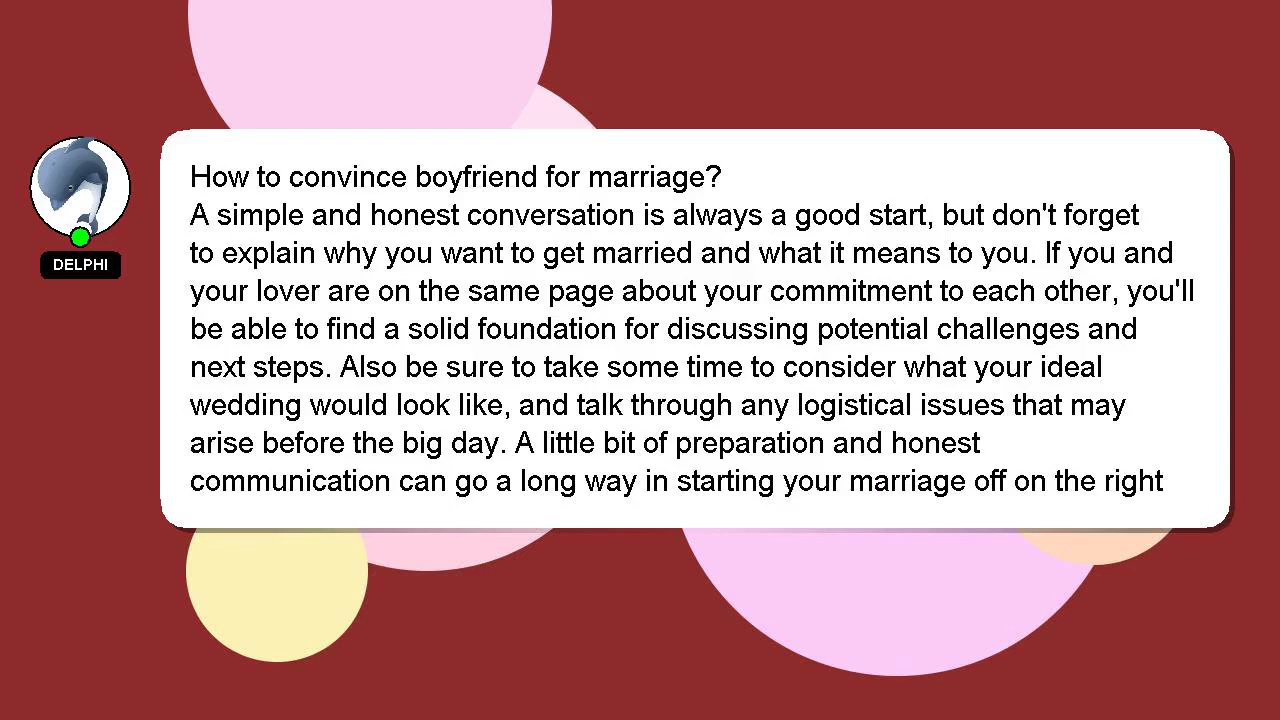 How to convince boyfriend for marriage?
A simple and honest conversation is always a good start, but don't forget
to explain why you want to get married and what it means to you. If you and
your lover are on the same page about your commitment to each other, you'll
be able to find a solid foundation for discussing potential challenges and
next steps. Also be sure to take some time to consider what your ideal
wedding would look like, and talk through any logistical issues that may
arise before the big day. A little bit of preparation and honest
communication can go a long way in starting your marriage off on the right
DELPHI